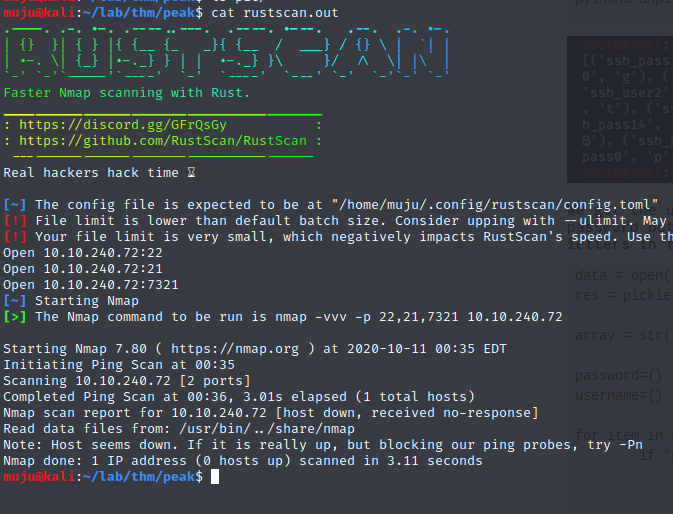 muju@kali:~/lab/thm/peak$ cat rustscan.out
Faster Nmap scanning with Rust.
: https://discord.gg/GFrQsGy :
: https://github.com/RustScan/RustScan :
Real hackers hack time ⌛
[~] The config file is expected to be at "/home/muju/.config/rustscan/config.toml"
[!] File limit is lower than default batch size. Consider upping with --ulimit. May
[!] Your file limit is very small, which negatively impacts RustScan's speed. Use th
Open 10.10.240.72:22
Open 10.10.240.72:21
Open 10.10.240.72:7321
[~] Starting Nmap
[>] The Nmap command to be run is nmap -vvv -p 22,21,7321 10.10.240.72
Starting Nmap 7.80 ( https://nmap.org ) at 2020-10-11 00:35 EDT
Initiating Ping Scan at 00:35
Scanning 10.10.240.72 [2 ports]
Completed Ping Scan at 00:36, 3.01s elapsed (1 total hosts)
Nmap scan report for 10.10.240.72 [host down, received no-response]
Read data files from: /usr/bin/../share/nmap
Note: Host seems down. If it is really up, but blocking our ping probes, try -Pn
Nmap done: 1 IP address (0 hosts up) scanned in 3.11 seconds
muju@kali:~/lab/thm/peak$
[('ssh_pass1
0', 'g'), (
'ssh_user2'
, 't'), ('ss
h_pass14',
@'), ('ssh_p
pass0', 'p'
data = open(
res = pickle
array = str(
password={}
username={}
for item in a
if "